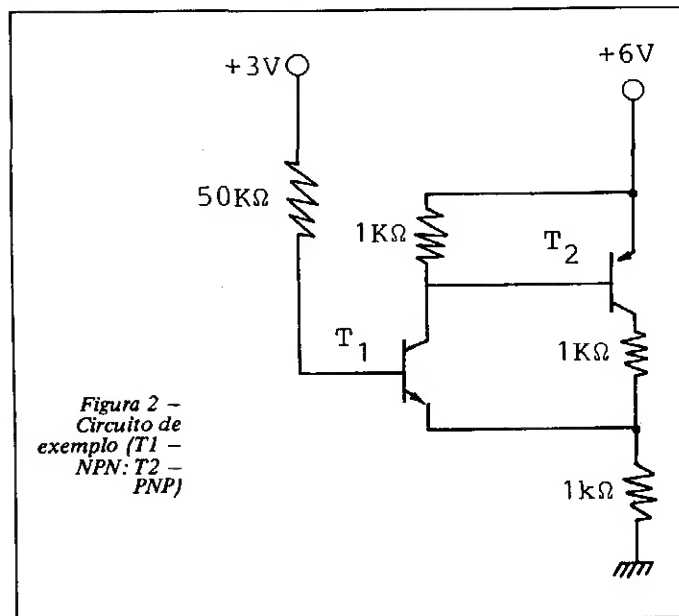 +3V
+6V
50KΩ
1KΩ
T2
T1
1KΩ
1kΩ
Figura 2 –
Circuito de
exemplo (T1 –
NPN: T2 –
PNP)